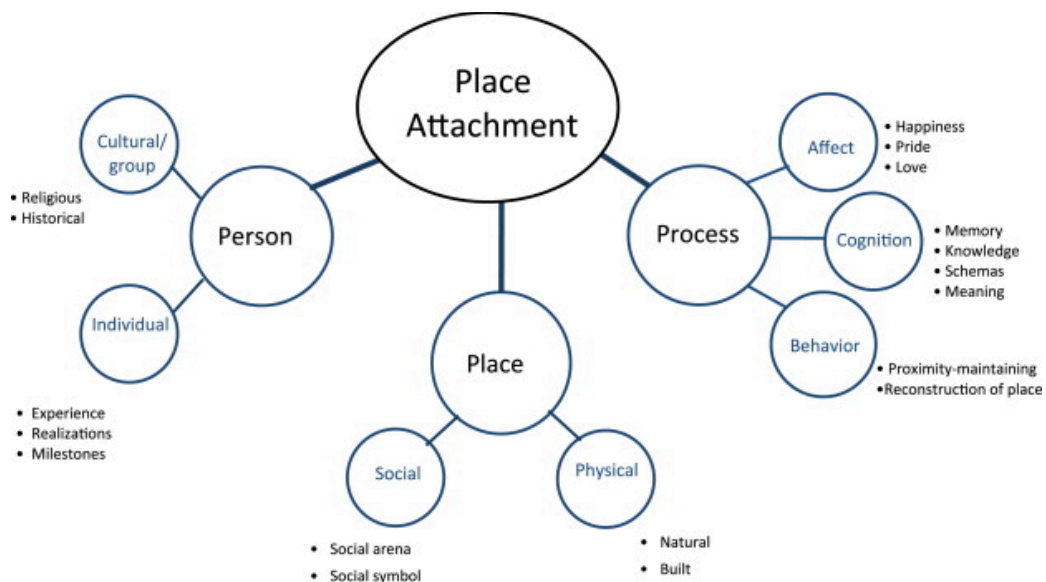 Place
Attachment
Cultural/
group
• Religious
• Historical
Person
Individual
• Experience
• Realizations
• Milestones
Place
Social
• Social arena
• Social symbol
Physical
• Natural
• Built
Process
Affect
• Happiness
• Pride
• Love
Cognition
• Memory
• Knowledge
• Schemas
• Meaning
Behavior
• Proximity-maintaining
•Reconstruction of place